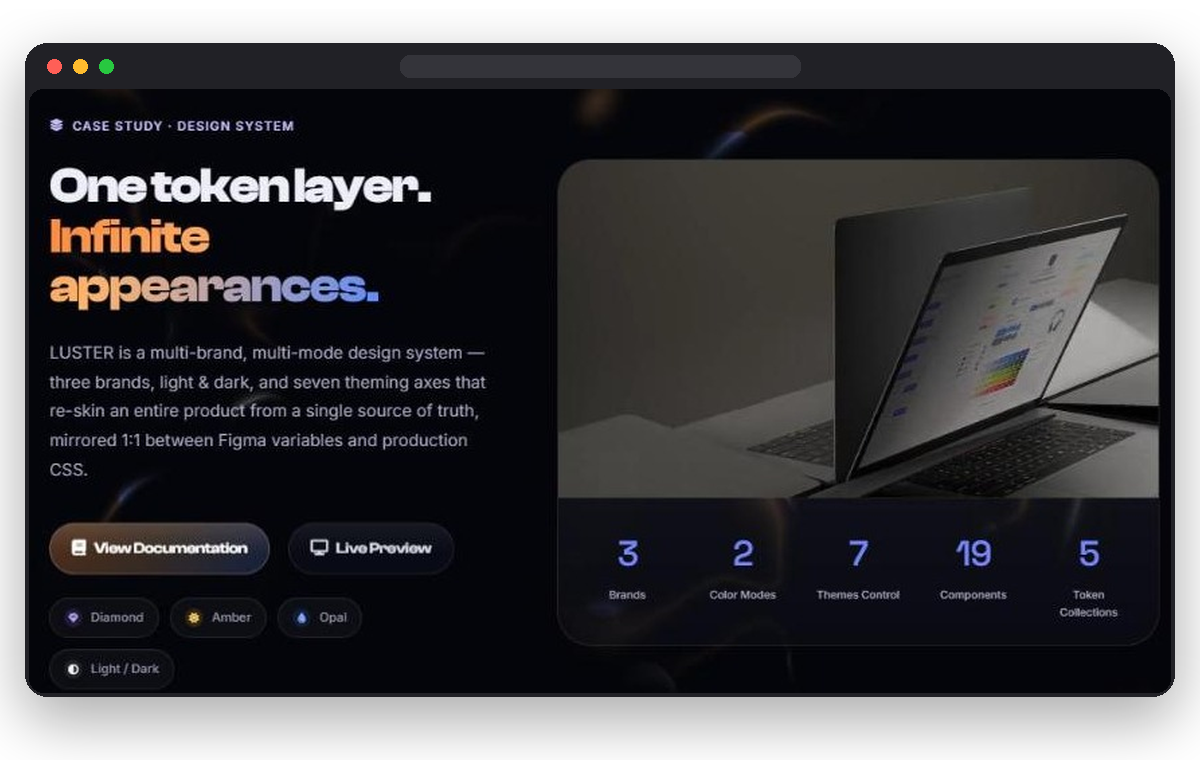 CASE STUDY · DESIGN SYSTEM
One token layer.
Infinite
appearances.
LUSTER is a multi-brand, multi-mode design system —
three brands, light & dark, and seven theming axes that
re-skin an entire product from a single source of truth,
mirrored 1:1 between Figma variables and production
CSS.
View Documentation
Live Preview
Diamond
Amber
Opal
Light / Dark
3
Brands
2
Color Modes
7
Themes Control
19
Components
5
Token
Collections